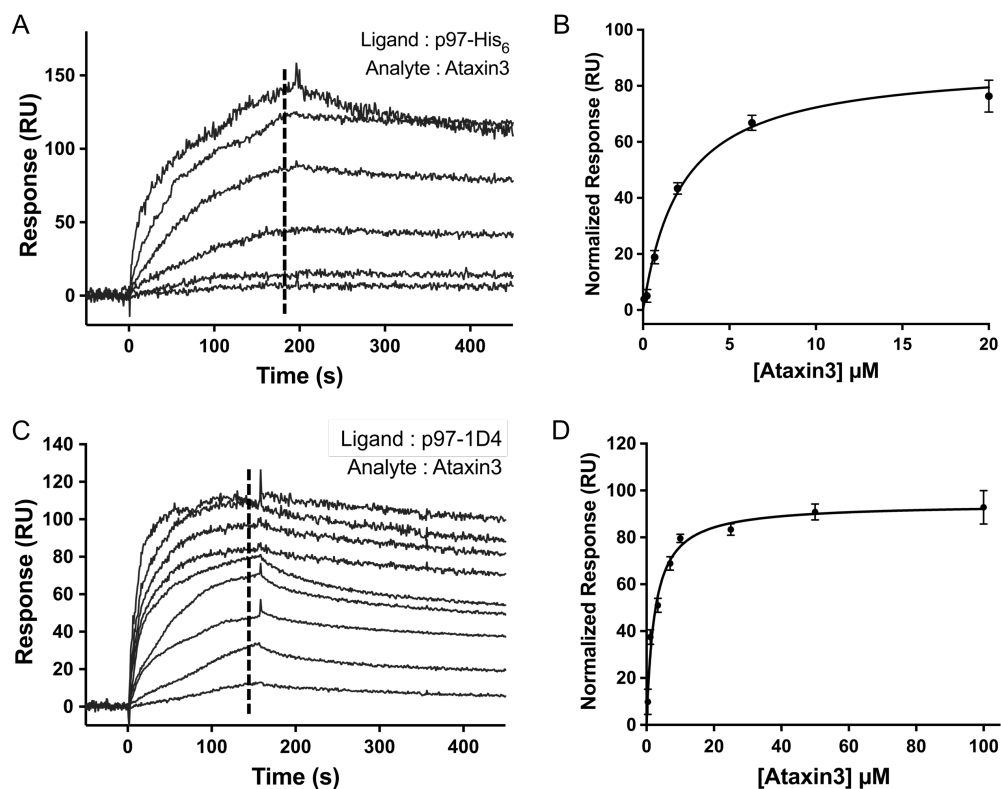 A
Ligand : p97-His6
Analyte : Ataxin3
Response (RU)
150
100
50
0
0
100
200
300
400
Time (s)
B
Normalized Response (RU)
100
80
60
40
20
0
0
5
10
15
20
[Ataxin3] µM
C
Ligand : p97-1D4
Analyte : Ataxin3
Response (RU)
140
120
100
80
60
40
20
0
0
100
200
300
400
Time (s)
D
Normalized Response (RU)
120
100
80
60
40
20
0
0
20
40
60
80
100
[Ataxin3] µM